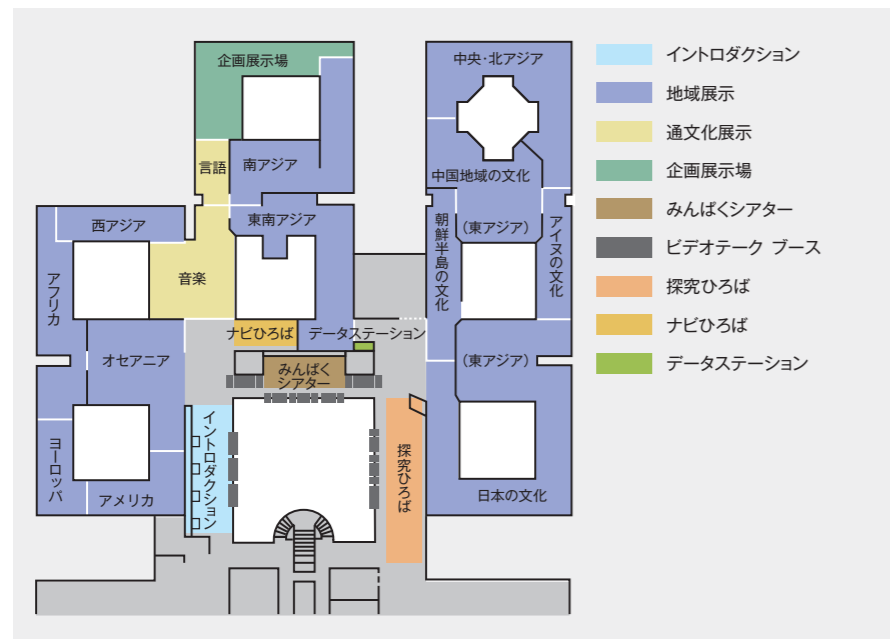 企画展示場
言語
南アジア
東南アジア
西アジア
アフリカ
音楽
オセアニア
ナビひろば
データステーション
みんぱく
シアター
イントロダクション
ヨーロッパ
アメリカ
探究ひろば
中央・北アジア
中国地域の文化
(東アジア)
朝鮮半島の文化
アイヌの文化
(東アジア)
日本の文化
イントロダクション
地域展示
通文化展示
企画展示場
みんぱくシアター
ビデオテーク ブース
探究ひろば
ナビひろば
データステーション